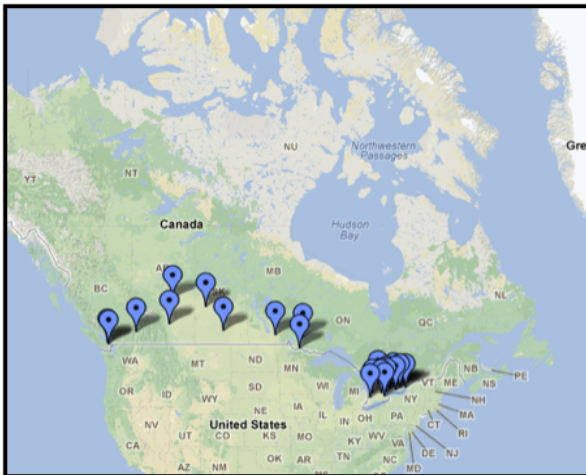 NU
Gre
Northwestern
Passages
NT
YT
Hudson
Bay
Canada
AB
SK
MB
BC
NL
ON
QC
WA
MT
ND
MN
NB
PE
VT
ME
NS
OR
ID
SD
WI
MI
NY
NH
WY
IA
MA
NE
IL
IN
OH
PA
CT
RI
NV
UT
United States
CO
KS
MO
KY
WV
VA
NJ
DE
CA
AZ
NM
OK
AR
TN
NC
MD
MS
SC